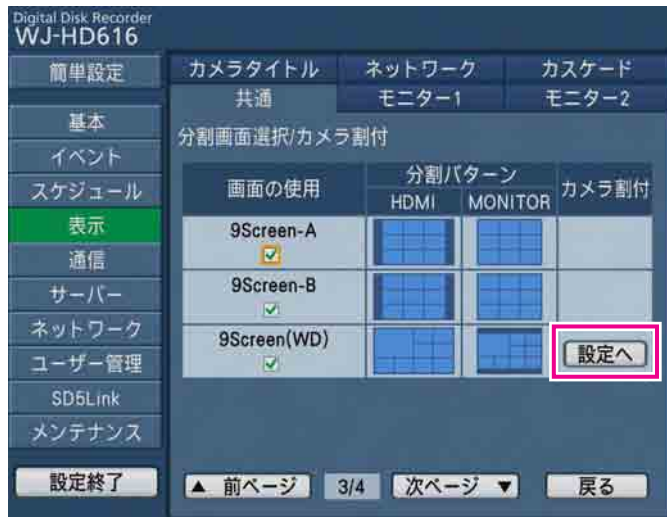 Digital Disk Recorder
WJ-HD616
簡単設定
基本
イベント
スケジュール
表示
通信
サーバー
ネットワーク
ユーザー管理
SD5Link
メンテナンス
設定終了
カメラタイトル ネットワーク カスケード
共通 モニター1 モニター2
分割画面選択/カメラ割付
画面の使用 分割パターン カメラ割付
HDMI MONITOR
9Screen-A
9Screen-B
9Screen(WD)
設定へ
▲ 前ページ 3/4 次ページ ▼ 戻る